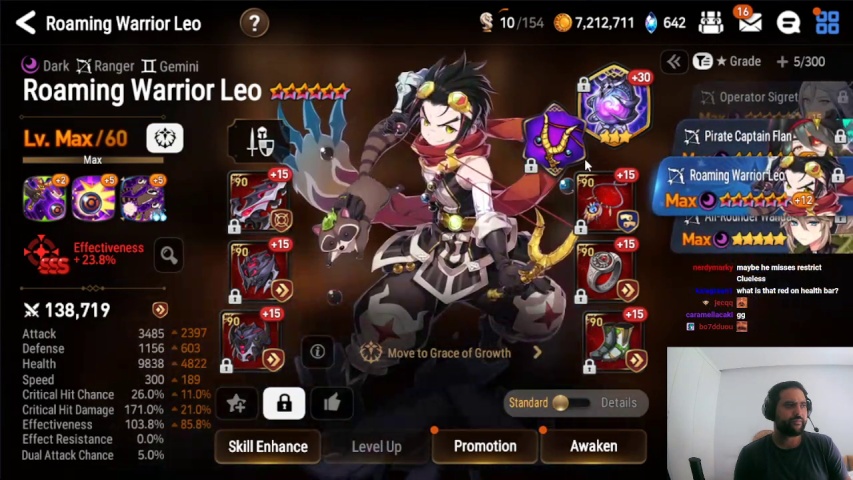 Roaming Warrior Leo
?
10/154
7,212,711
642
16
Dark Ranger Gemini
Roaming Warrior Leo
+30
Grade
5/300
Operator Sigret
Pirate Captain Flan
Roaming Warrior Leo
Max
+12
Max
Lv. Max/60
Max
+2
+5
+5
SSS
Effectiveness
+23.8%
138,719
Attack 3485 2397
Defense 1156 603
Health 9838 4822
Speed 300 189
Critical Hit Chance 26.0% 11.0%
Critical Hit Damage 171.0% 21.0%
Effectiveness 103.8% 85.8%
Effect Resistance 0.0%
Dual Attack Chance 5.0%
90 +15
90 +15
90 +15
90 +15
90 +15
90 +15
Move to Grace of Growth
Standard
Details
Skill Enhance
Level Up
Promotion
Awaken
nerdymarky maybe he misses restrict
Clueless
what is that red on health bar?
jecqq
caramellacaki gg
bo7dduou